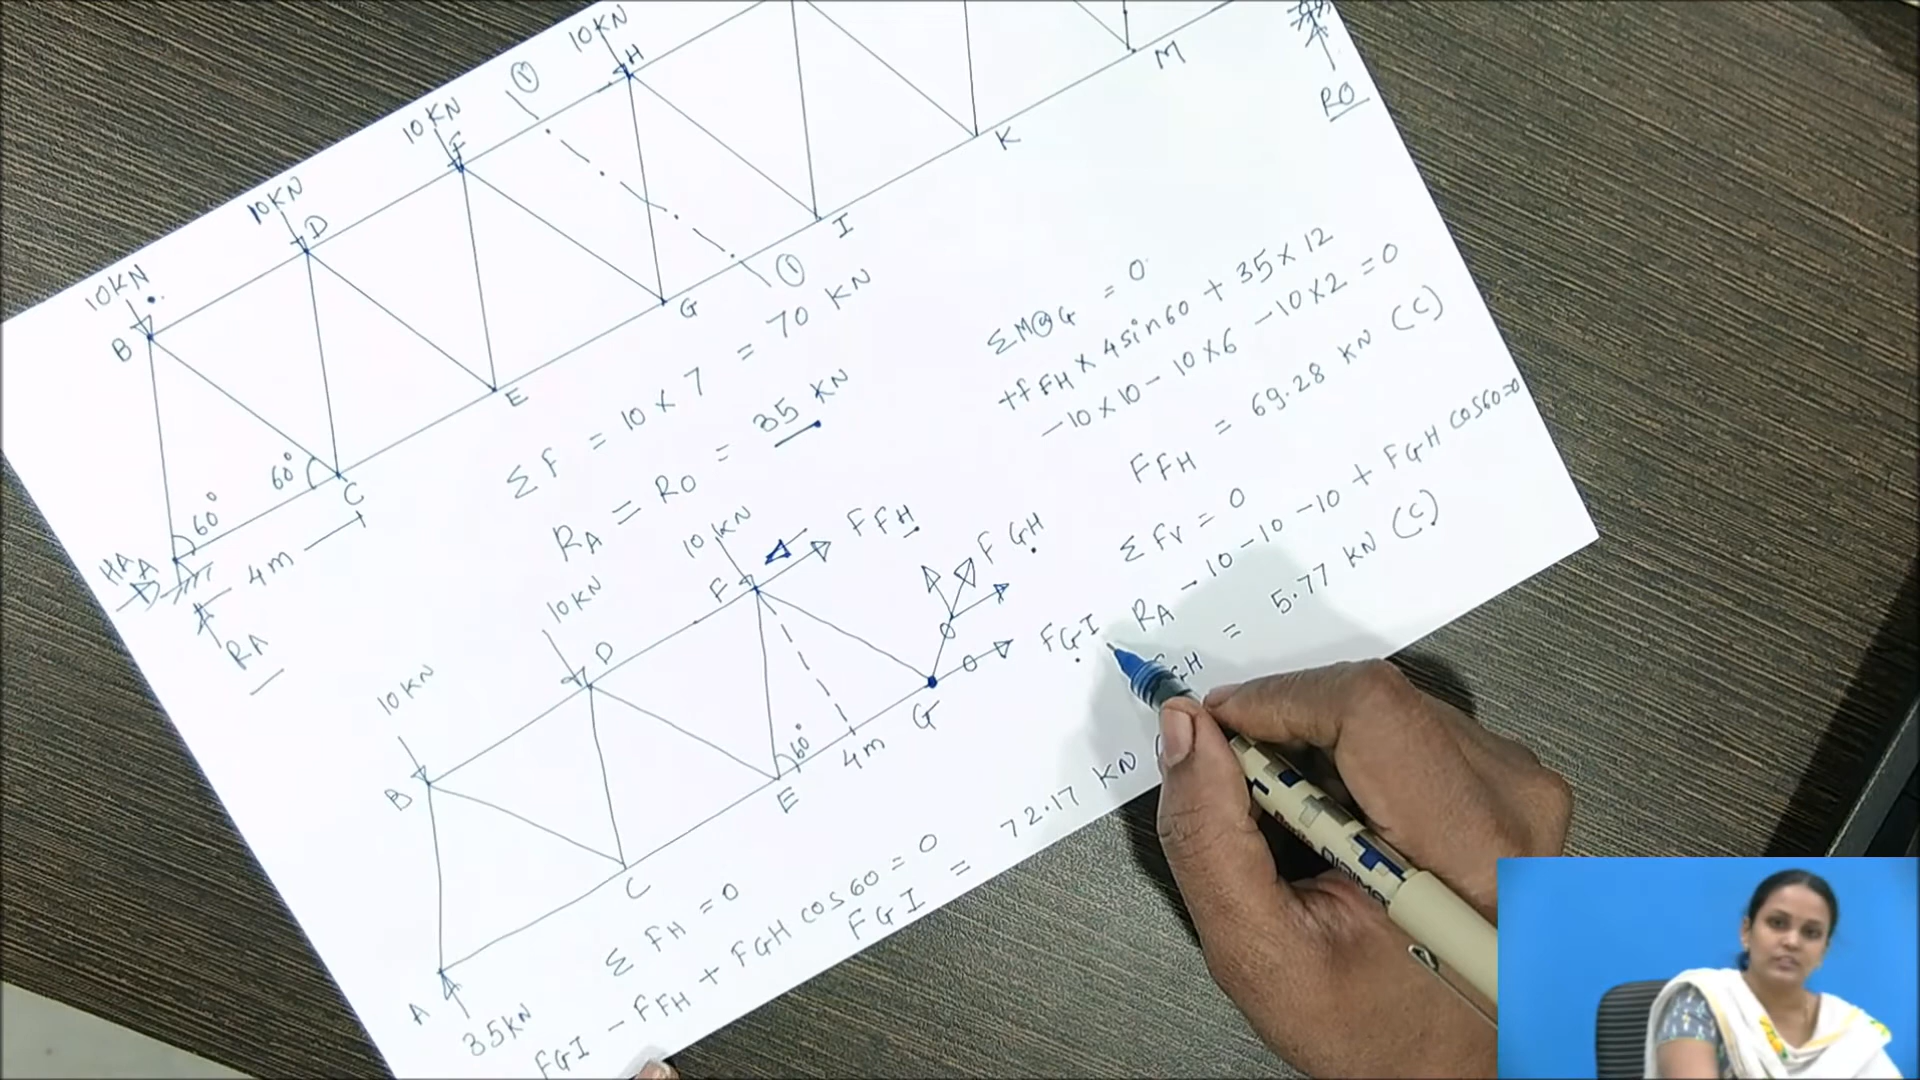 10KN
H
10KN
F
①
10KN
D
10KN
B
M
RO
K
I
①
G
E
60°
C
60°
4m
HA
A
RA
ΣF = 10 × 7 = 70 KN
RA = RO = 35 KN
ΣM@G = 0
+FFH × 4sin60 + 35 × 12
-10×10 - 10×6 - 10×2 = 0
FFH = 69.28 KN (C)
ΣFV = 0
RA - 10 - 10 - 10 + FGH cos60=0
GH = 5.77 KN (C)
10KN
F
FFH
FGH
10KN
D
θ
θ
FGI
10KN
B
G
60°
4m
E
C
A
35KN
ΣFH = 0
FGI - FFH + FGH cos60 = 0
FGI = 72.17 KN